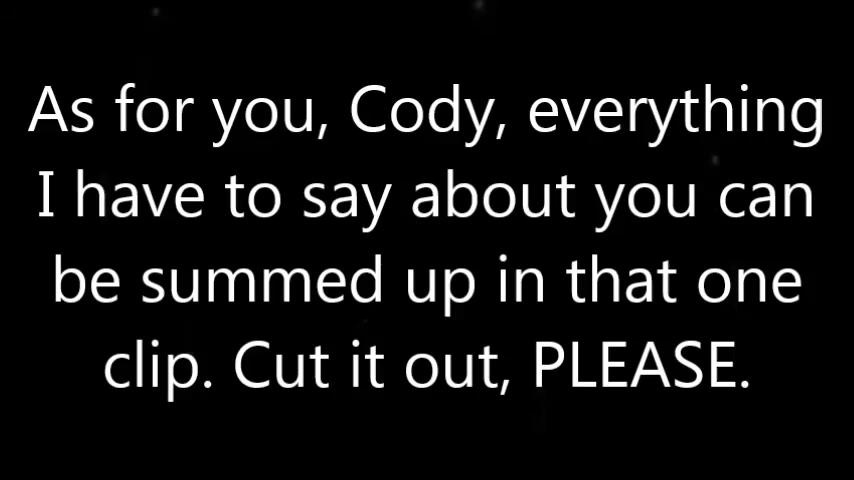 As for you, Cody, everything
I have to say about you can
be summed up in that one
clip. Cut it out, PLEASE.